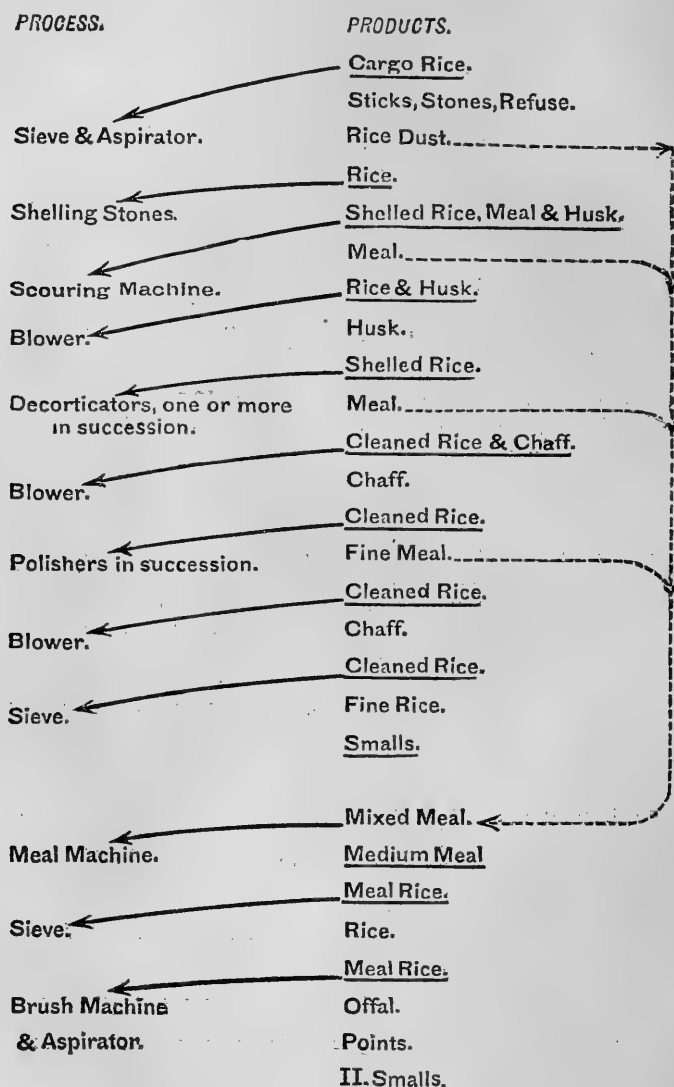 PROCESS. PRODUCTS.
Cargo Rice.
Sticks, Stones, Refuse.
Sieve & Aspirator. Rice Dust.
Rice.
Shelling Stones. Shelled Rice, Meal & Husk.
Meal.
Scouring Machine. Rice & Husk.
Blower. Husk.
Shelled Rice.
Decorticators, one or more Meal.
in succession.
Cleaned Rice & Chaff.
Blower. Chaff.
Cleaned Rice.
Polishers in succession. Fine Meal.
Cleaned Rice.
Blower. Chaff.
Cleaned Rice.
Sieve. Fine Rice.
Smalls.
Mixed Meal.
Meal Machine. Medium Meal
Meal Rice.
Sieve. Rice.
Meal Rice.
Brush Machine Offal.
& Aspirator. Points.
II. Smalls.